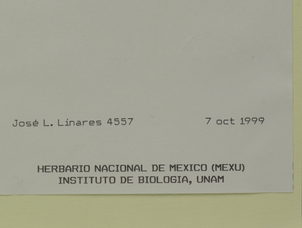 José L. Linares 4557 7 oct 1999
HERBARIO NACIONAL DE MEXICO (MEXU)
INSTITUTO DE BIOLOGIA, UNAM